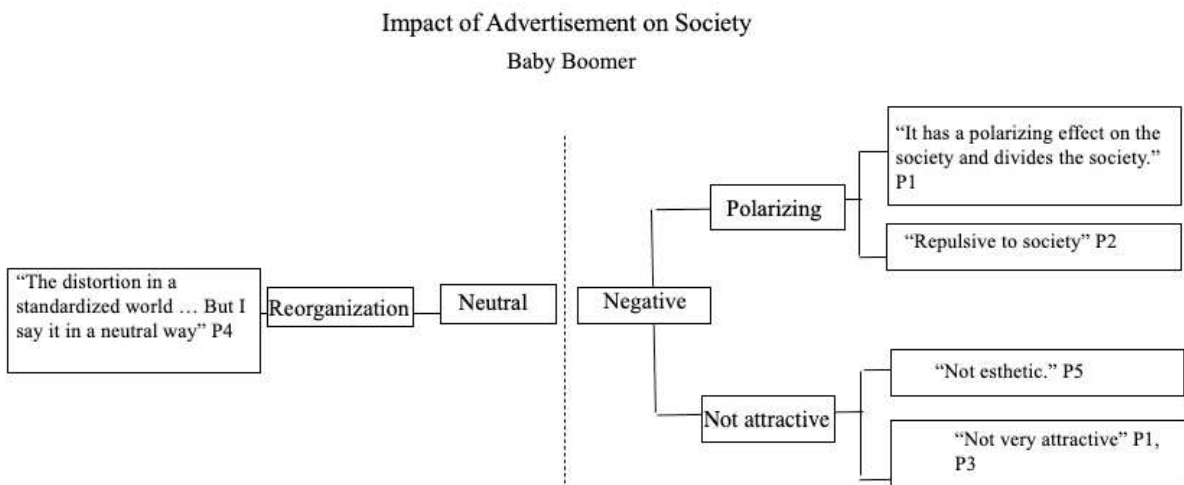 Impact of Advertisement on Society
Baby Boomer
“The distortion in a
standardized world … But I
say it in a neutral way” P4
Reorganization
Neutral
Negative
Polarizing
“It has a polarizing effect on the
society and divides the society.”
P1
“Repulsive to society” P2
Not attractive
“Not esthetic.” P5
“Not very attractive” P1,
P3